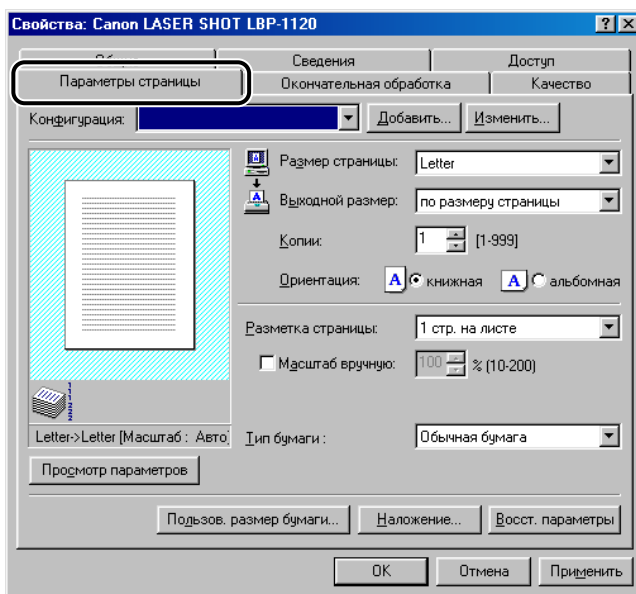 Свойства: Canon LASER SHOT LBP-1120
Сведения Доступ
Параметры страницы Окончательная обработка Качество
Конфигурация: Добавить... Изменить...
Размер страницы: Letter
Выходной размер: по размеру страницы
Копии: 1 [1-999]
Ориентация: A книжная A альбомная
Разметка страницы: 1 стр. на листе
Масштаб вручную: 100 % (10-200)
Letter->Letter [Масштаб : Авто]
Тип бумаги : Обычная бумага
Просмотр параметров
Пользов. размер бумаги... Наложение... Восст. параметры
OK Отмена Применить